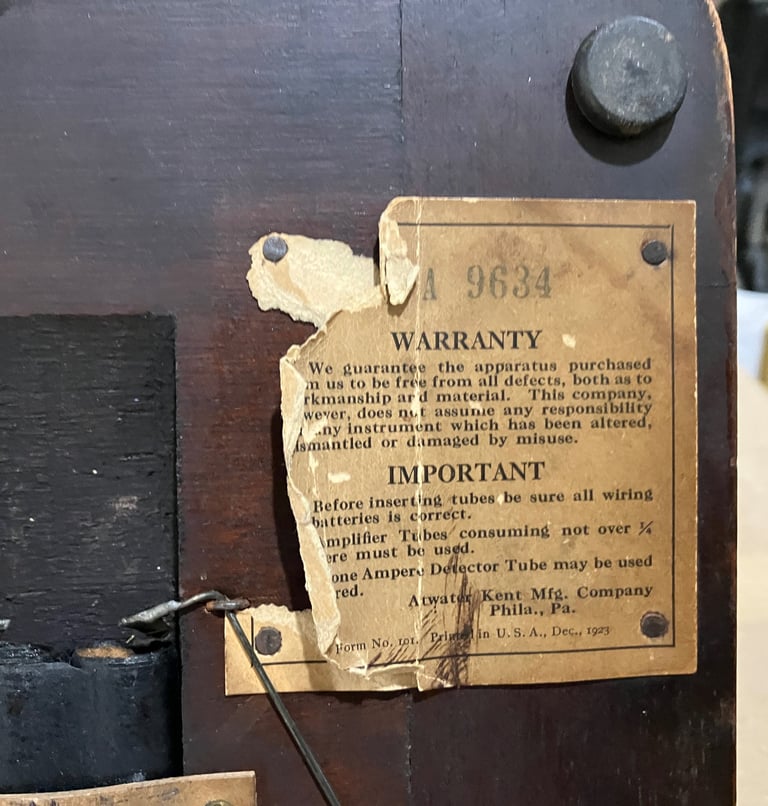 A 9634
WARRANTY
We guarantee the apparatus purchased
m us to be free from all defects, both as to
rkmanship and material. This company,
wever, does not assume any responsibility
any instrument which has been altered,
ismantled or damaged by misuse.
IMPORTANT
Before inserting tubes be sure all wiring
batteries is correct.
mplifier Tubes consuming not over ¼
ere must be used.
one Ampere Detector Tube may be used
red.
Atwater Kent Mfg. Company
Phila., Pa.
Form No. 101. Printed in U. S. A., Dec., 1923